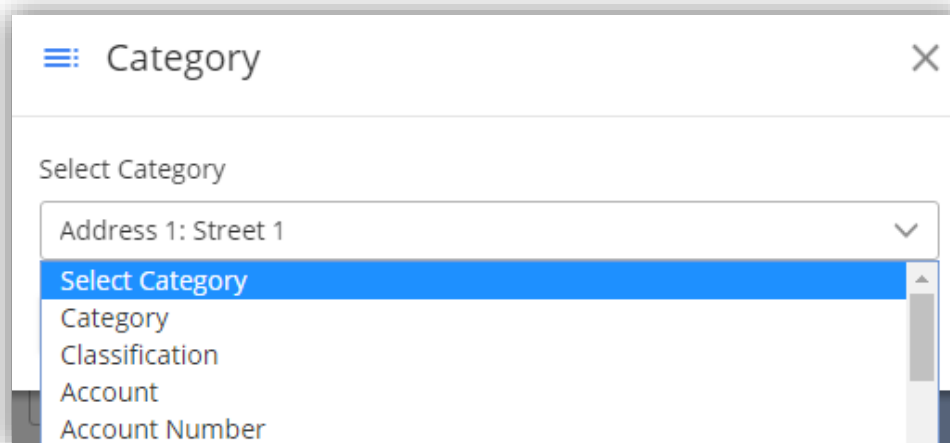 Category
Select Category
Address 1: Street 1
Select Category
Category
Classification
Account
Account Number